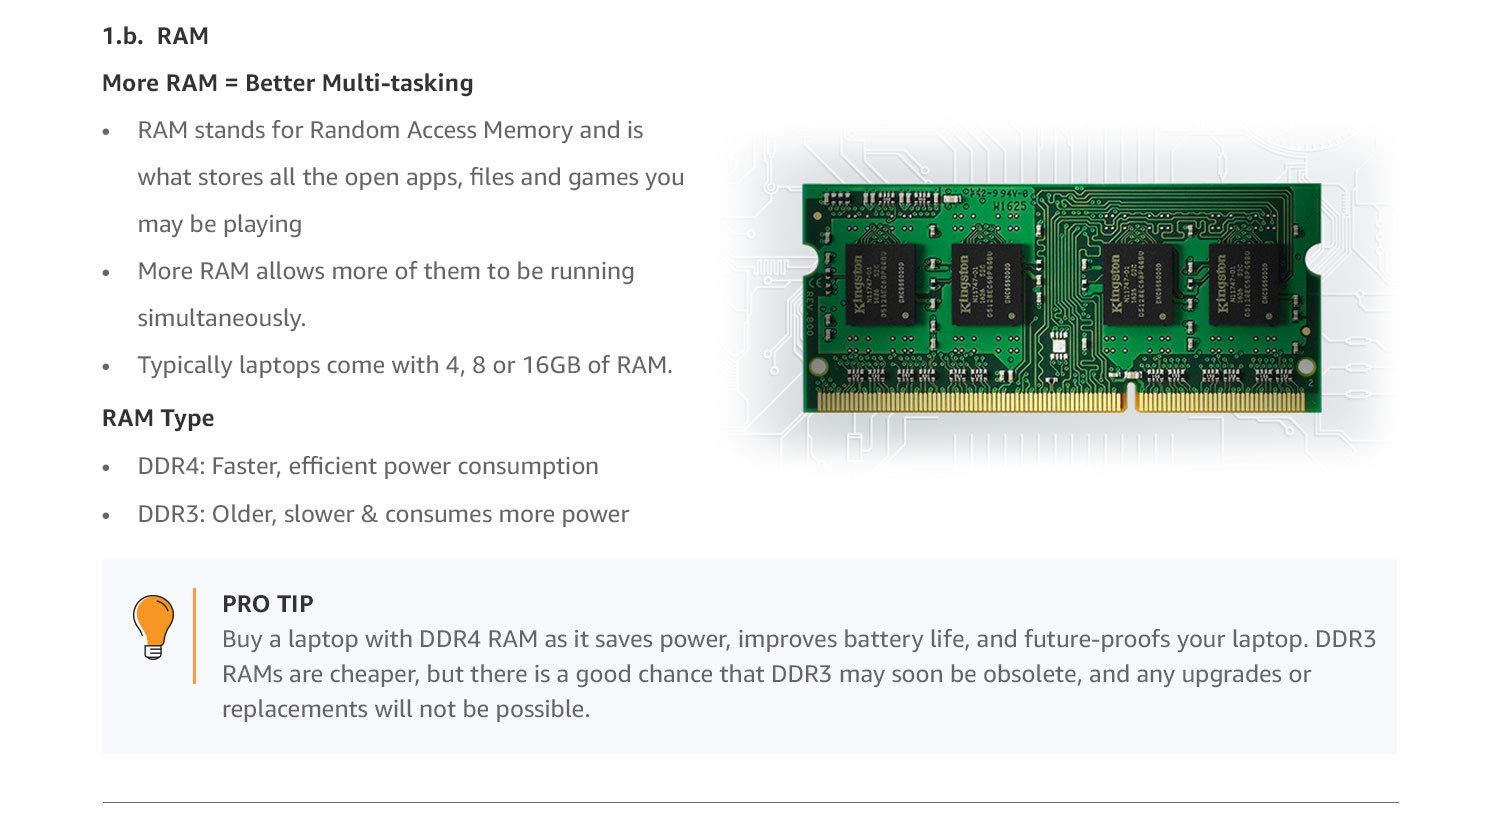 1.b. RAM
More RAM = Better Multi-tasking
• RAM stands for Random Access Memory and is
what stores all the open apps, files and games you
may be playing
• More RAM allows more of them to be running
simultaneously.
• Typically laptops come with 4, 8 or 16GB of RAM.
RAM Type
• DDR4: Faster, efficient power consumption
• DDR3: Older, slower & consumes more power
94V-0
W1625
Kingston
Kingston
Kingston
Kingston
REV 800
PRO TIP
Buy a laptop with DDR4 RAM as it saves power, improves battery life, and future-proofs your laptop. DDR3
RAMs are cheaper, but there is a good chance that DDR3 may soon be obsolete, and any upgrades or
replacements will not be possible.